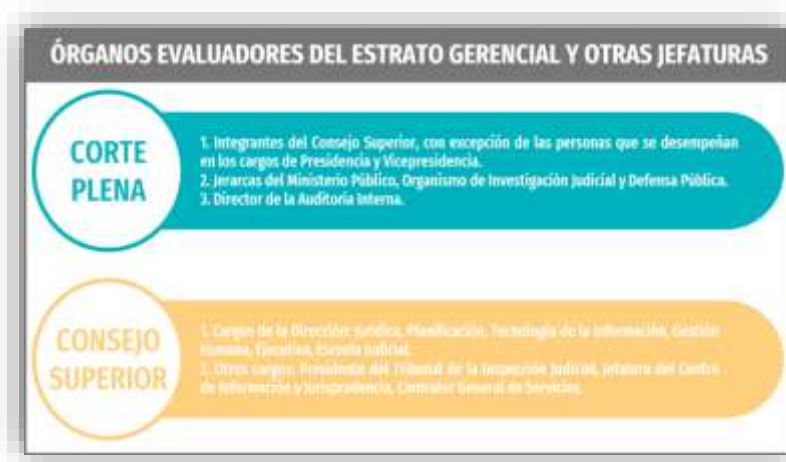 ÓRGANOS EVALUADORES DEL ESTRATO GERENCIAL Y OTRAS JEFATURAS
CORTE
PLENA
1. Integrantes del Consejo Superior, con excepción de las personas que se desempeñan
en los cargos de Presidencia y Vicepresidencia.
2. Jerarcas del Ministerio Público, Organismo de Investigación Judicial y Defensa Pública.
3. Director de la Auditoría Interna.
CONSEJO
SUPERIOR
1. Cargos de la Dirección: Jurídica, Planificación, Tecnología de la Información, Gestión
Humana, Ejecutiva, Escuela Judicial.
2. Otros cargos: Presidente del Tribunal de la Inspección Judicial, Jefatura del Centro
de Información y Jurisprudencia, Contralor General de Servicios.